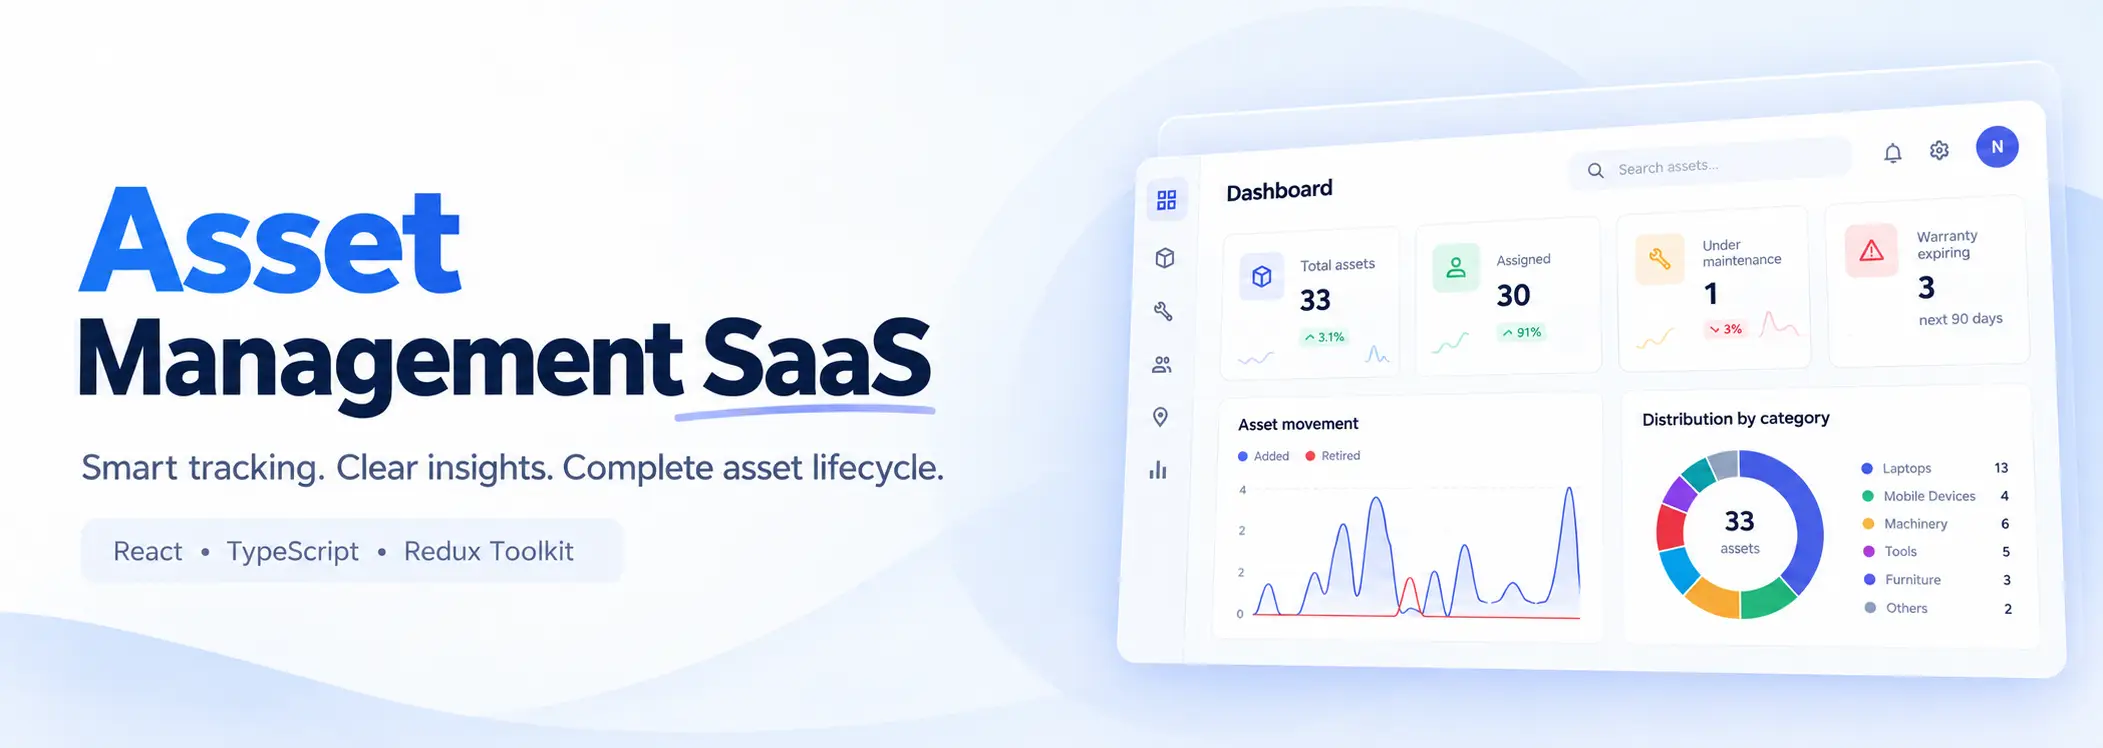 Asset
Management SaaS
Smart tracking. Clear insights. Complete asset lifecycle.
React • TypeScript • Redux Toolkit
Dashboard
Search assets...
N
Total assets
33
3.1%
Assigned
30
91%
Under
maintenance
1
3%
Warranty
expiring
3
next 90 days
Asset movement
Added
Retired
4
2
2
0
Distribution by category
33
assets
Laptops 13
Mobile Devices 4
Machinery 6
Tools 5
Furniture 3
Others 2